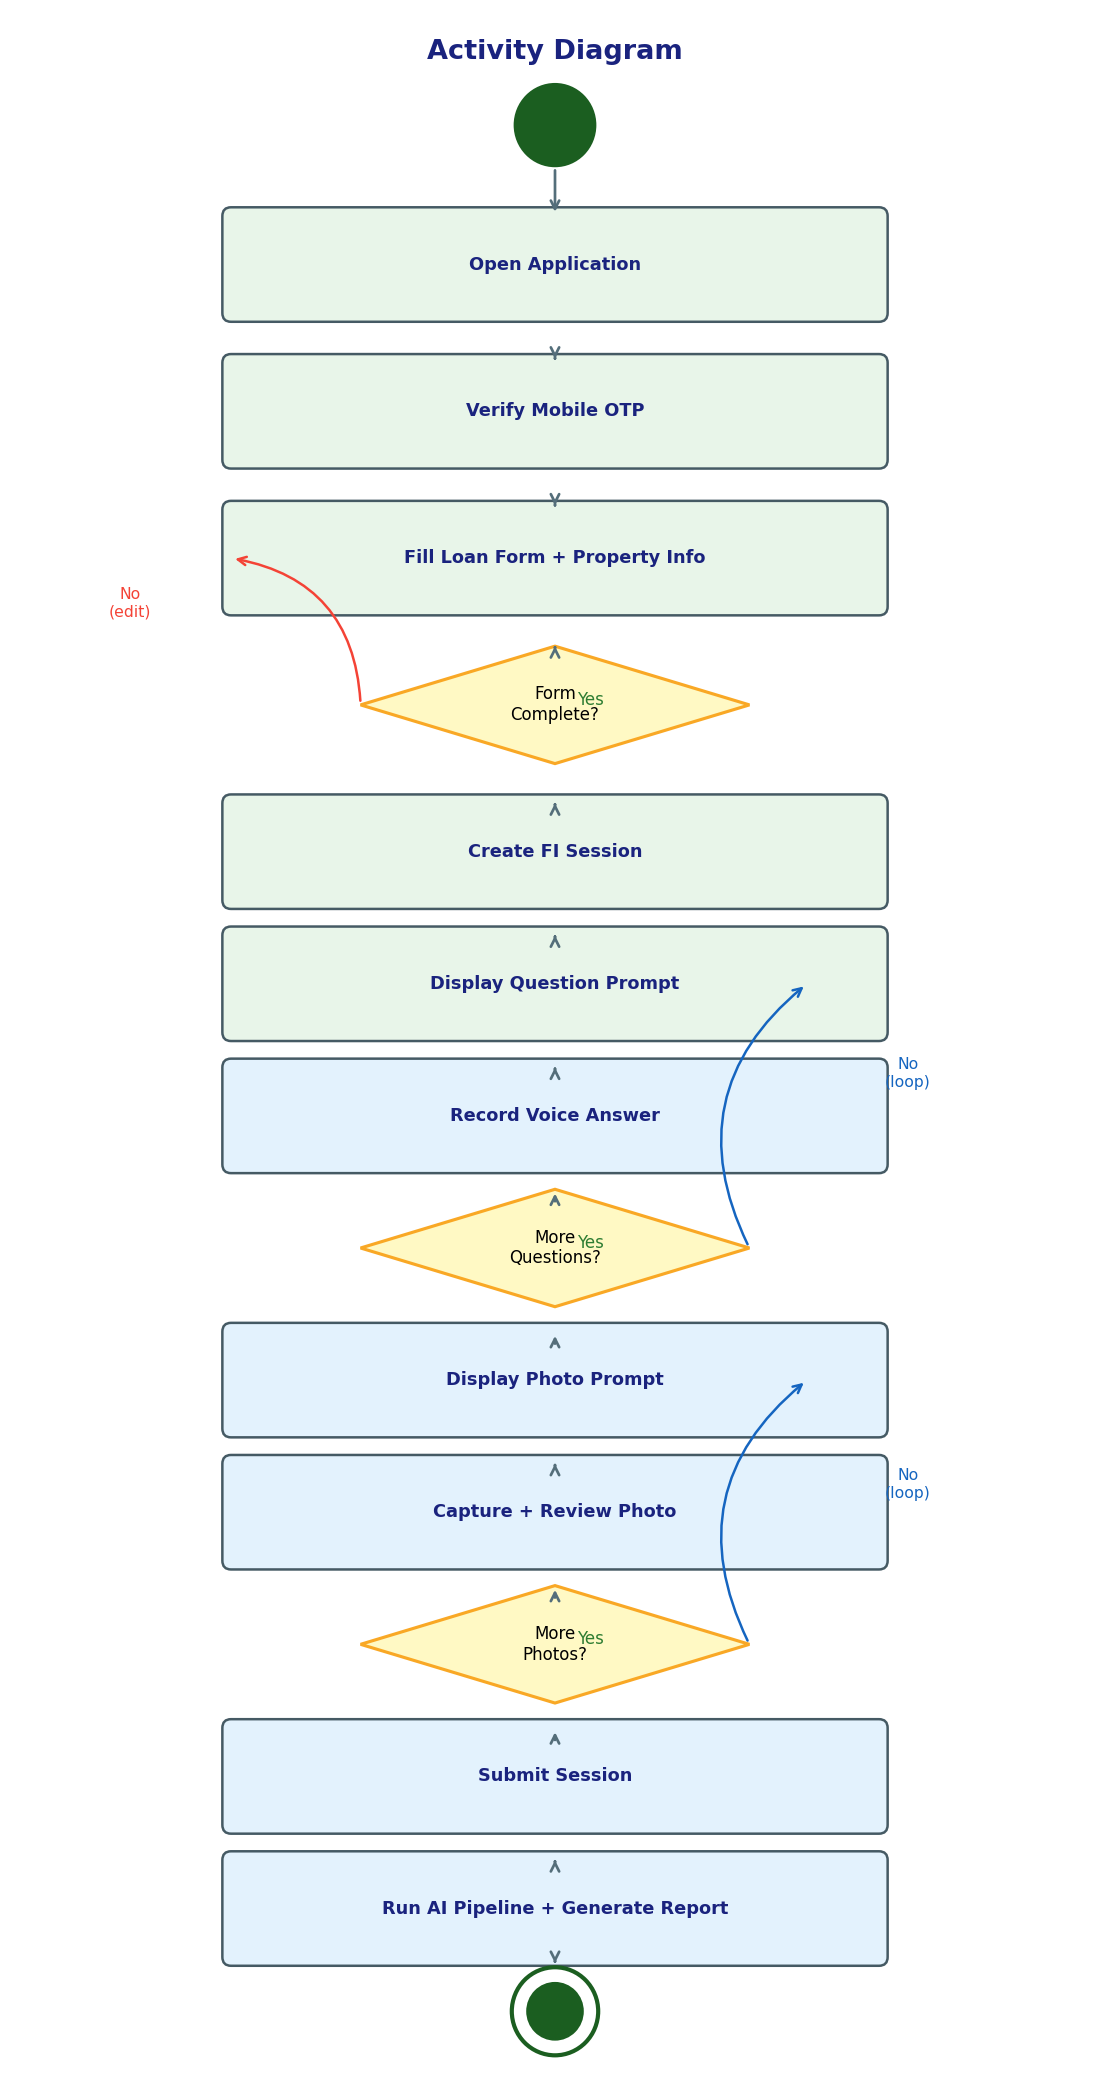 Activity Diagram
Open Application
Verify Mobile OTP
Fill Loan Form + Property Info
No
(edit)
Form
Yes
Complete?
Create FI Session
Display Question Prompt
No
(loop)
Record Voice Answer
More
Yes
Questions?
Display Photo Prompt
No
(loop)
Capture + Review Photo
More
Yes
Photos?
Submit Session
Run AI Pipeline + Generate Report